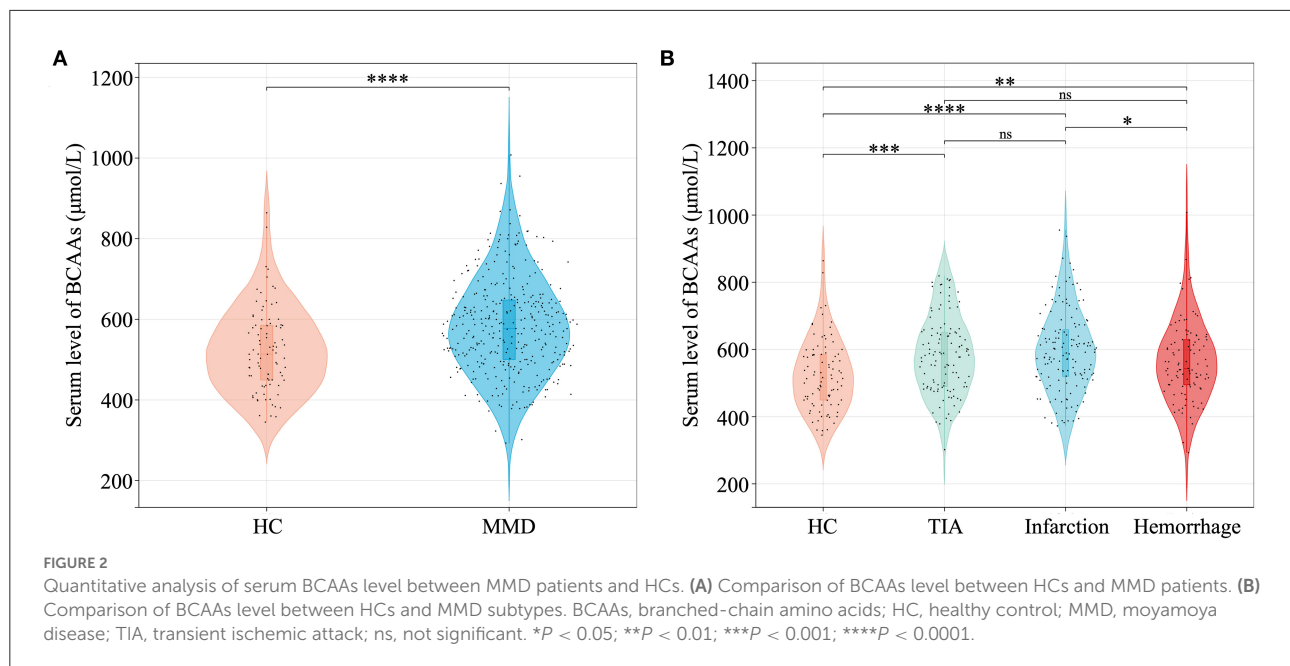 A
Serum level of BCAAs (μmol/L)
1200
1000
800
600
400
200
****
HC
MMD
B
Serum level of BCAAs (μmol/L)
1400
1200
1000
800
600
400
200
**
ns
****
*
ns
***
HC
TIA
Infarction
Hemorrhage
FIGURE 2
Quantitative analysis of serum BCAAs level between MMD patients and HCs. (A) Comparison of BCAAs level between HCs and MMD patients. (B)
Comparison of BCAAs level between HCs and MMD subtypes. BCAAs, branched-chain amino acids; HC, healthy control; MMD, moyamoya
disease; TIA, transient ischemic attack; ns, not significant. *P < 0.05; **P < 0.01; ***P < 0.001; ****P < 0.0001.